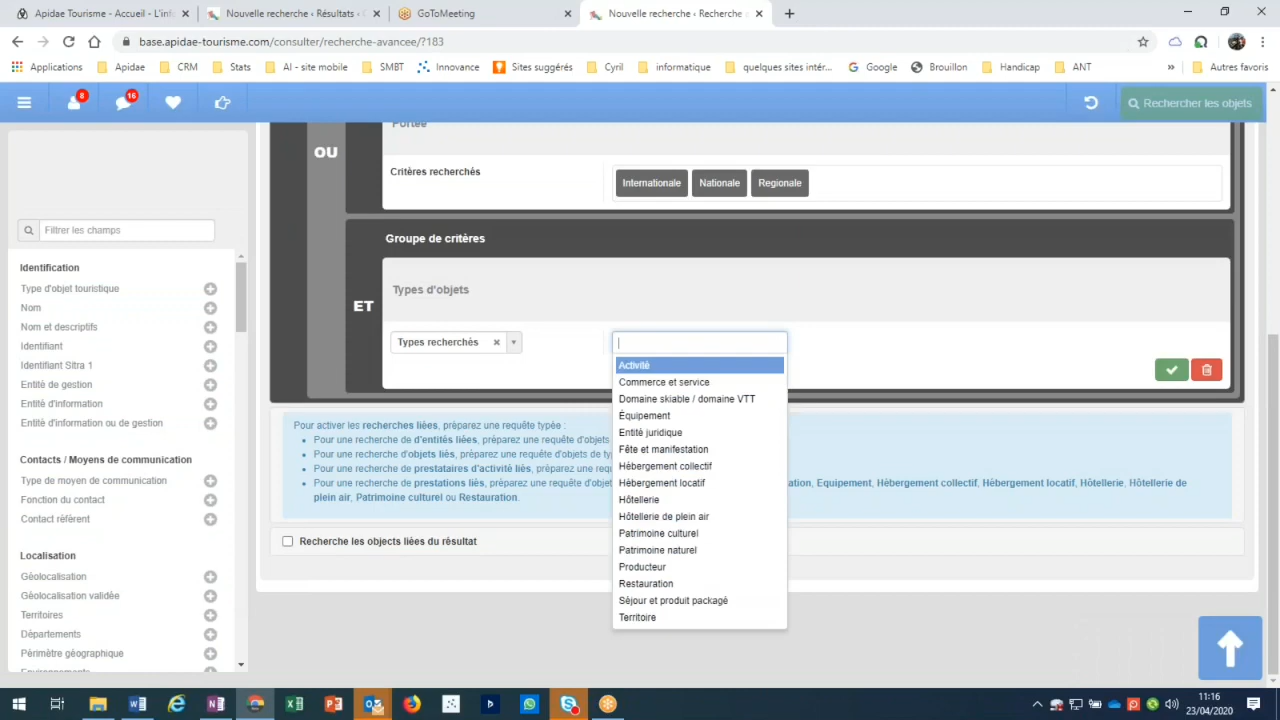 Apidae Tourisme - Accueil - L'inf
Nouvelle recherche ‹ Résultats ‹
GoToMeeting
Nouvelle recherche ‹ Recherche
base.apidae-tourisme.com/consulter/recherche-avancee/?183
Applications
Apidae
CRM
Stats
AI - site mobile
SMBT
Innovance
Sites suggérés
Cyril
informatique
quelques sites intér...
Google
Brouillon
Handicap
ANT
»
Autres favoris
8
16
Rechercher les objets
Filtrer les champs
Identification
Type d'objet touristique
Nom
Nom et descriptifs
Identifiant
Identifiant Sitra 1
Entité de gestion
Entité d'information
Entité d'information ou de gestion
Contacts / Moyens de communication
Type de moyen de communication
Fonction du contact
Contact référent
Localisation
Géolocalisation
Géolocalisation validée
Territoires
Départements
Périmètre géographique
Environnements
OU
Portée
Critères recherchés
Internationale
Nationale
Regionale
Groupe de critères
ET
Types d'objets
Types recherchés
Activité
Commerce et service
Domaine skiable / domaine VTT
Équipement
Entité juridique
Fête et manifestation
Hébergement collectif
Hébergement locatif
Hôtellerie
Hôtellerie de plein air
Patrimoine culturel
Patrimoine naturel
Producteur
Restauration
Séjour et produit packagé
Territoire
Pour activer les recherches liées, préparez une requête typée :
Pour une recherche de d'entités liées, préparez une requête d'objets
Pour une recherche d'objets liés, préparez une requête d'objets de ty
Pour une recherche de prestataires d'activité liés, préparez une requ
Pour une recherche de prestations liés, préparez une requête d'objet ation, Equipement, Hébergement collectif, Hébergement locatif, Hôtellerie, Hôtellerie de
plein air, Patrimoine culturel ou Restauration.
Recherche les objects liées du résultat
11:16
23/04/2020